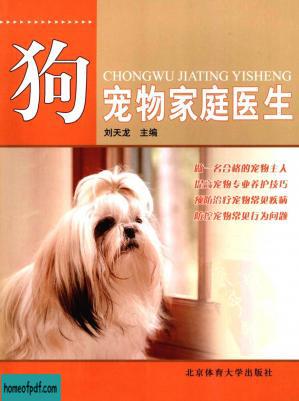 狗
CHONGWU JIATING YISHENG
宠物家庭医生
刘天龙 主编
做一名合格的宠物主人
提高宠物专业养护技巧
预防治疗宠物常见疾病
防控宠物常见行为问题
北京体育大学出版社
homeofpdf.com